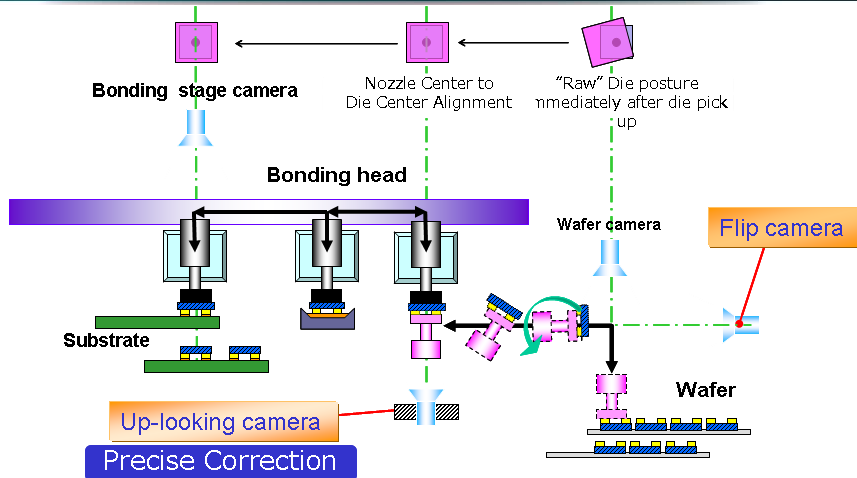 Bonding stage camera
Nozzle Center to
Die Center Alignment
"Raw" Die posture
mmediately after die pick
up
Bonding head
Wafer camera
Flip camera
Substrate
Wafer
Up-looking camera
Precise Correction